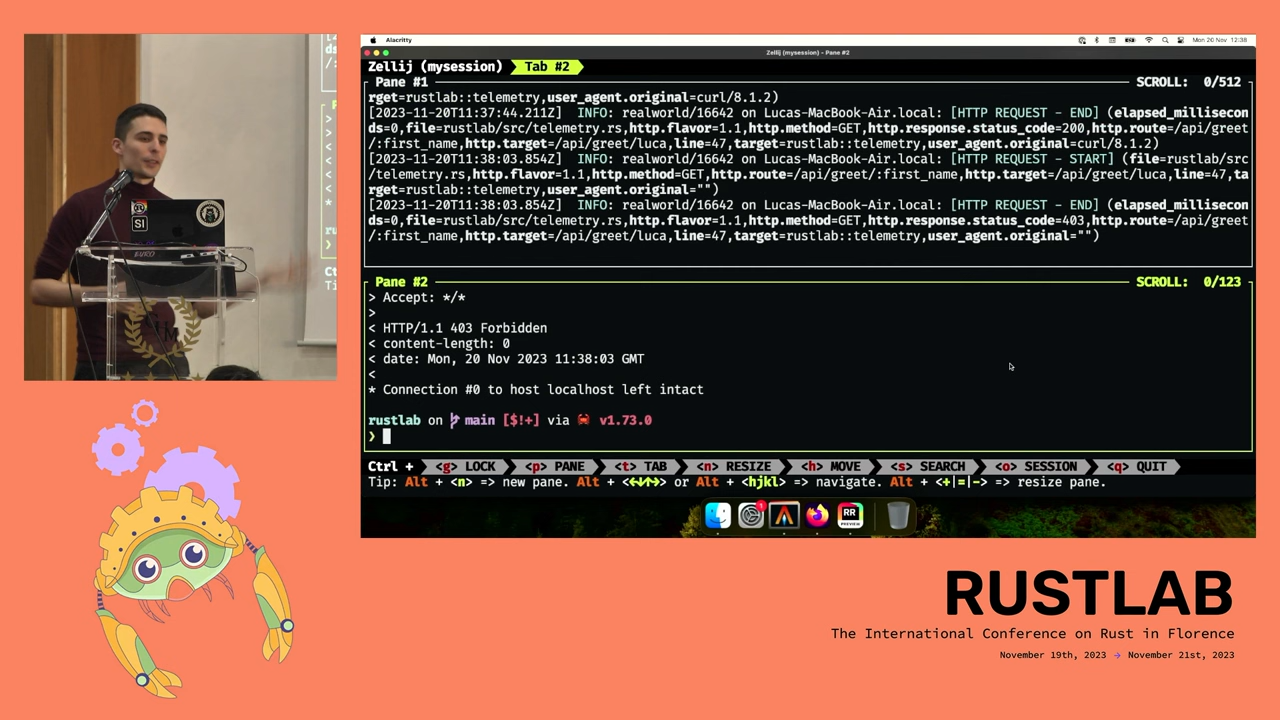 Alacritty
Mon 20 Nov 12:38
Zellij (mysession) - Pane #2
Zellij (mysession) Tab #2
Pane #1 SCROLL: 0/512
rget=rustlab::telemetry,user_agent.original=curl/8.1.2)
[2023-11-20T11:37:44.211Z]  INFO: realworld/16642 on Lucas-MacBook-Air.local: [HTTP REQUEST - END] (elapsed_millisecon
ds=0,file=rustlab/src/telemetry.rs,http.flavor=1.1,http.method=GET,http.response.status_code=200,http.route=/api/greet
/:first_name,http.target=/api/greet/luca,line=47,target=rustlab::telemetry,user_agent.original=curl/8.1.2)
[2023-11-20T11:38:03.854Z]  INFO: realworld/16642 on Lucas-MacBook-Air.local: [HTTP REQUEST - START] (file=rustlab/src
/telemetry.rs,http.flavor=1.1,http.method=GET,http.route=/api/greet/:first_name,http.target=/api/greet/luca,line=47,ta
rget=rustlab::telemetry,user_agent.original="")
[2023-11-20T11:38:03.854Z]  INFO: realworld/16642 on Lucas-MacBook-Air.local: [HTTP REQUEST - END] (elapsed_millisecon
ds=0,file=rustlab/src/telemetry.rs,http.flavor=1.1,http.method=GET,http.response.status_code=403,http.route=/api/greet
/:first_name,http.target=/api/greet/luca,line=47,target=rustlab::telemetry,user_agent.original="")
Pane #2 SCROLL: 0/123
> Accept: */*
>
< HTTP/1.1 403 Forbidden
< content-length: 0
< date: Mon, 20 Nov 2023 11:38:03 GMT
<
* Connection #0 to host localhost left intact
rustlab on main [$!+] via 🦀 v1.73.0
❯
Ctrl + <g> LOCK <p> PANE <t> TAB <n> RESIZE <h> MOVE <s> SEARCH <o> SESSION <q> QUIT
Tip: Alt + <n> => new pane. Alt + <←↓↑→> or Alt + <hjkl> => navigate. Alt + <+|=|-> => resize pane.
RR
PREVIEW
SI
RUSTLAB
The International Conference on Rust in Florence
November 19th, 2023 → November 21st, 2023